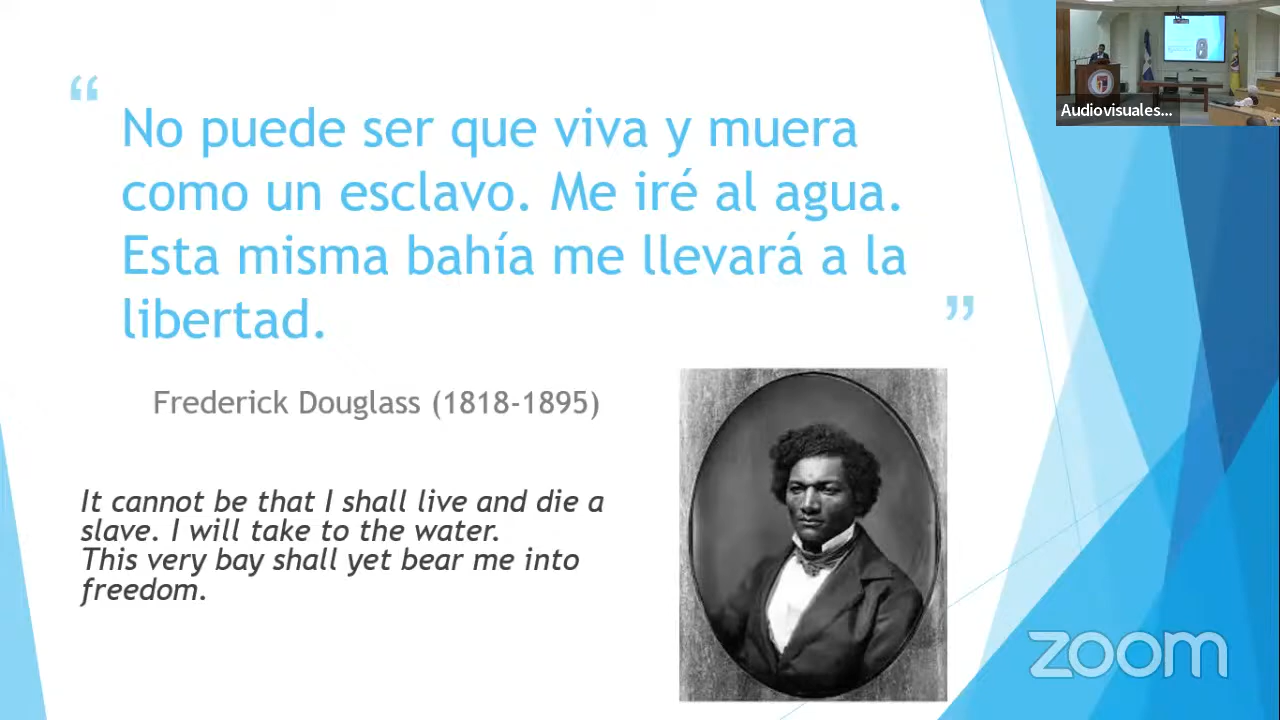 “
No puede ser que viva y muera
como un esclavo. Me iré al agua.
Esta misma bahía me llevará a la
libertad.
”
Frederick Douglass (1818-1895)
It cannot be that I shall live and die a
slave. I will take to the water.
This very bay shall yet bear me into
freedom.
Audiovisuales...
zoom